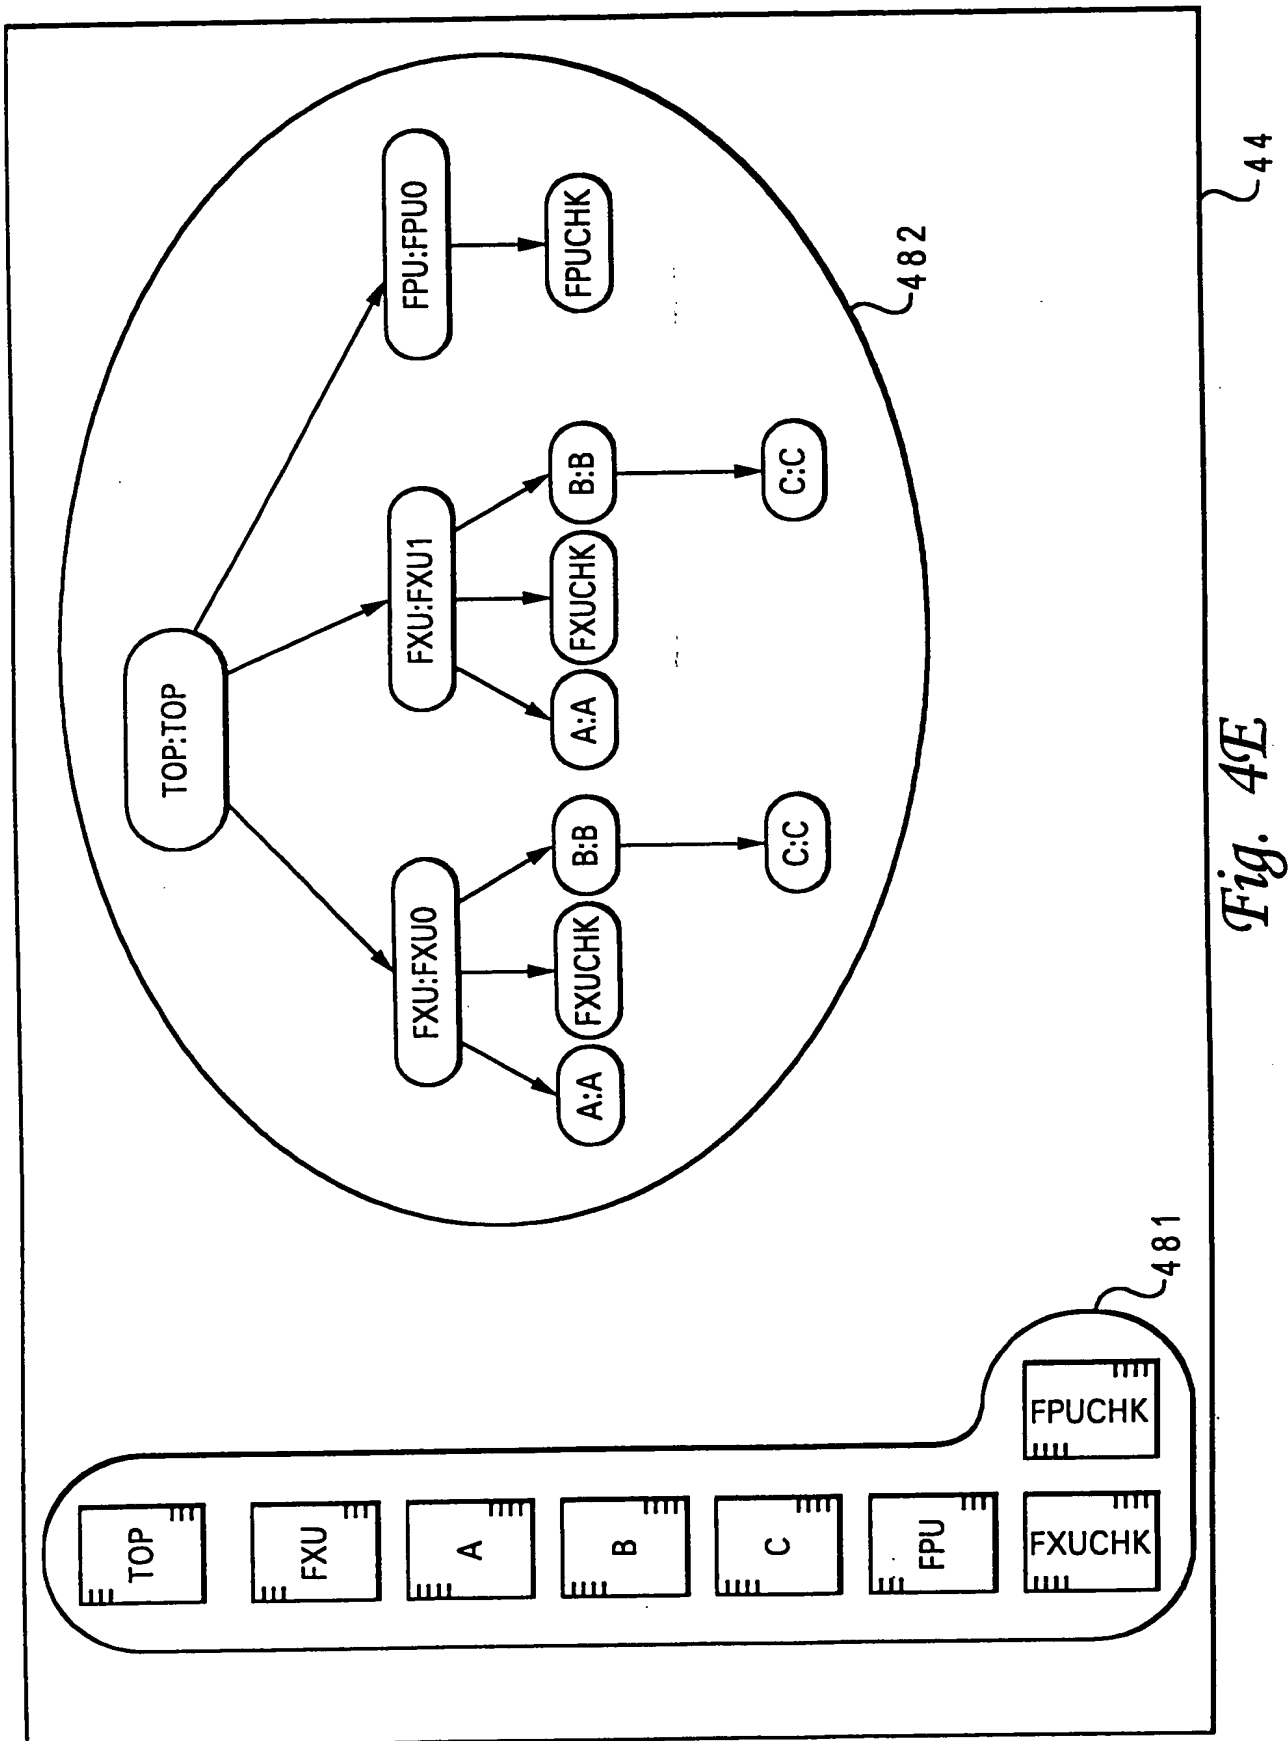 TOP
FXU
A
B
C
FPU
FXUCHK
FPUCHK
481
TOP:TOP
FXU:FXU0
FXU:FXU1
FPU:FPU0
A:A
FXUCHK
B:B
A:A
FXUCHK
B:B
FPUCHK
C:C
C:C
482
44
Fig. 4E